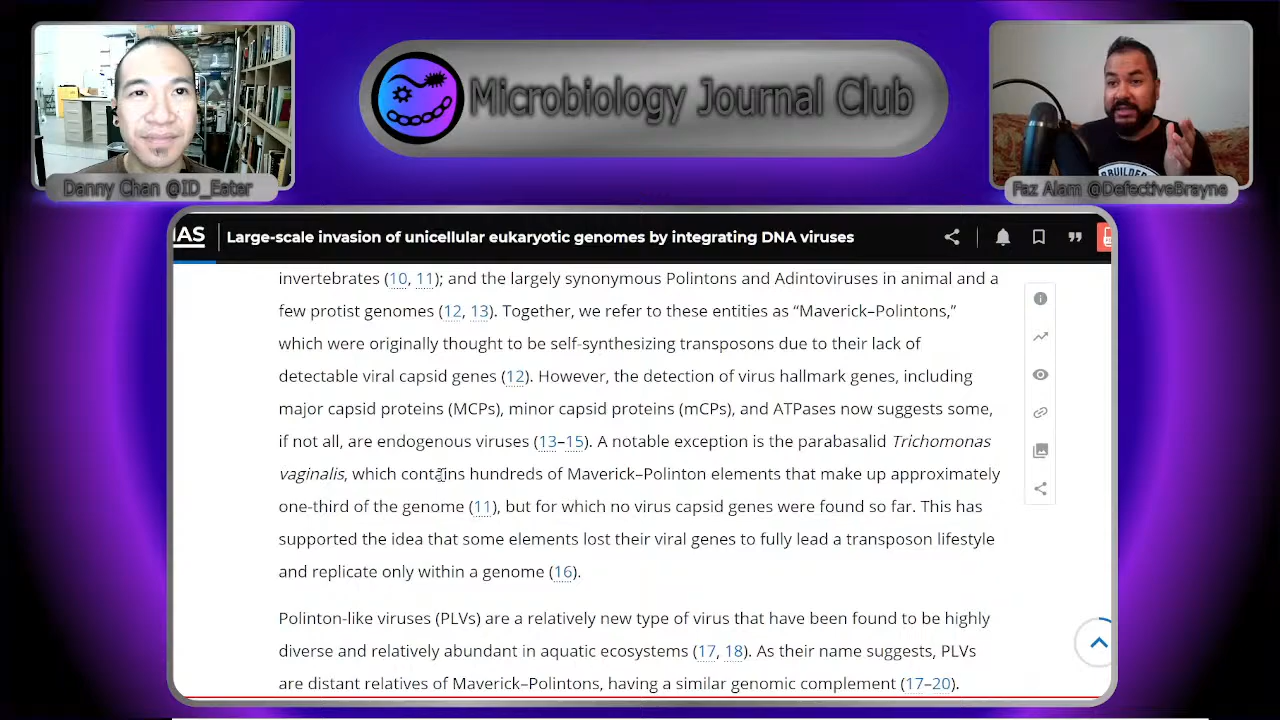 Microbiology Journal Club
Danny Chan @ID_Eater
Faz Alam @DefectiveBrayne
BUILDER
IAS
Large-scale invasion of unicellular eukaryotic genomes by integrating DNA viruses
invertebrates (10, 11); and the largely synonymous Polintons and Adintoviruses in animal and a
few protist genomes (12, 13). Together, we refer to these entities as “Maverick–Polintons,”
which were originally thought to be self-synthesizing transposons due to their lack of
detectable viral capsid genes (12). However, the detection of virus hallmark genes, including
major capsid proteins (MCPs), minor capsid proteins (mCPs), and ATPases now suggests some,
if not all, are endogenous viruses (13–15). A notable exception is the parabasalid Trichomonas
vaginalis, which contains hundreds of Maverick–Polinton elements that make up approximately
one-third of the genome (11), but for which no virus capsid genes were found so far. This has
supported the idea that some elements lost their viral genes to fully lead a transposon lifestyle
and replicate only within a genome (16).
Polinton-like viruses (PLVs) are a relatively new type of virus that have been found to be highly
diverse and relatively abundant in aquatic ecosystems (17, 18). As their name suggests, PLVs
are distant relatives of Maverick–Polintons, having a similar genomic complement (17–20).